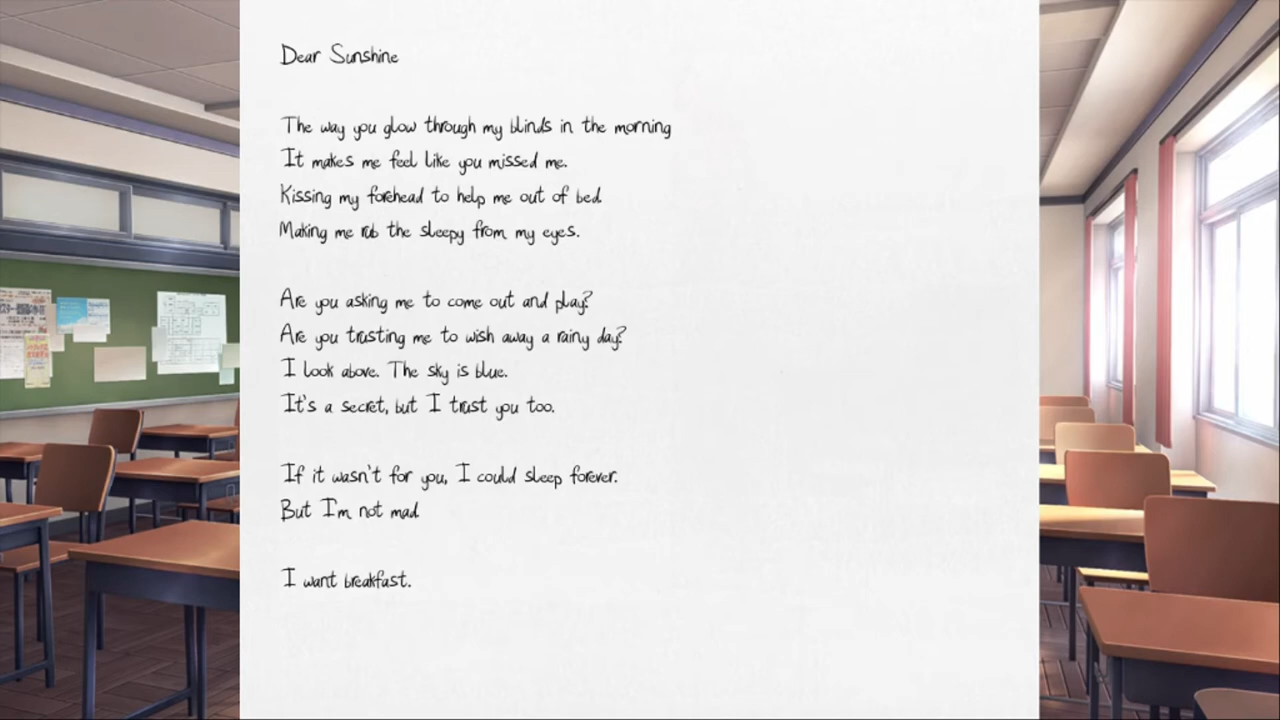 Dear Sunshine
The way you glow through my blinds in the morning
It makes me feel like you missed me.
Kissing my forehead to help me out of bed.
Making me rub the sleepy from my eyes.
Are you asking me to come out and play?
Are you trusting me to wish away a rainy day?
I look above. The sky is blue.
It's a secret, but I trust you too.
If it wasn't for you, I could sleep forever.
But I'm not mad.
I want breakfast.